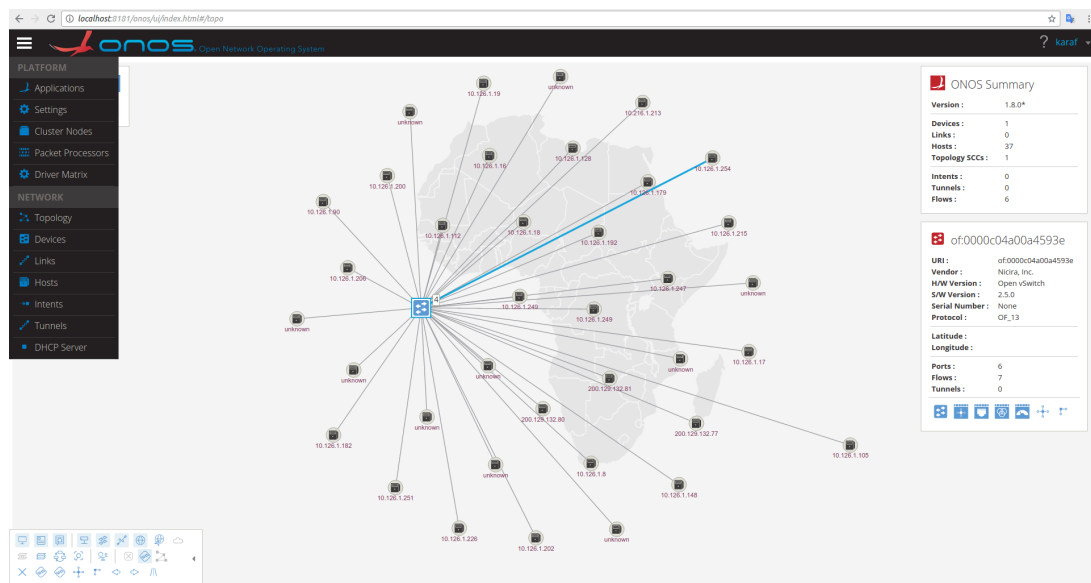 localhost:8181/onos/ui/index.html#/topo
onos Open Network Operating System
? karaf
PLATFORM
Applications
Settings
Cluster Nodes
Packet Processors
Driver Matrix
NETWORK
Topology
Devices
Links
Hosts
Intents
Tunnels
DHCP Server
unknown
10.126.1.19
10.216.1.213
unknown
10.126.1.128
10.126.1.16
10.126.1.254
10.126.1.200
10.126.1.179
10.126.1.90
10.126.1.112
10.126.1.18
10.126.1.192
10.126.1.215
10.126.1.206
10.126.1.247
unknown
4
10.126.1.249
10.126.1.249
unknown
10.126.1.17
unknown
unknown
unknown
200.129.132.81
200.129.132.80
unknown
200.129.132.77
10.126.1.182
10.126.1.105
unknown
10.126.1.8
10.126.1.148
10.126.1.251
10.126.1.226
10.126.1.202
unknown
ONOS Summary
Version : 1.8.0*
Devices : 1
Links : 0
Hosts : 37
Topology SCCs : 1
Intents : 0
Tunnels : 0
Flows : 6
of:0000c04a00a4593e
URI : of:0000c04a00a4593e
Vendor : Nicira, Inc.
H/W Version : Open vSwitch
S/W Version : 2.5.0
Serial Number : None
Protocol : OF_13
Latitude :
Longitude :
Ports : 6
Flows : 7
Tunnels : 0